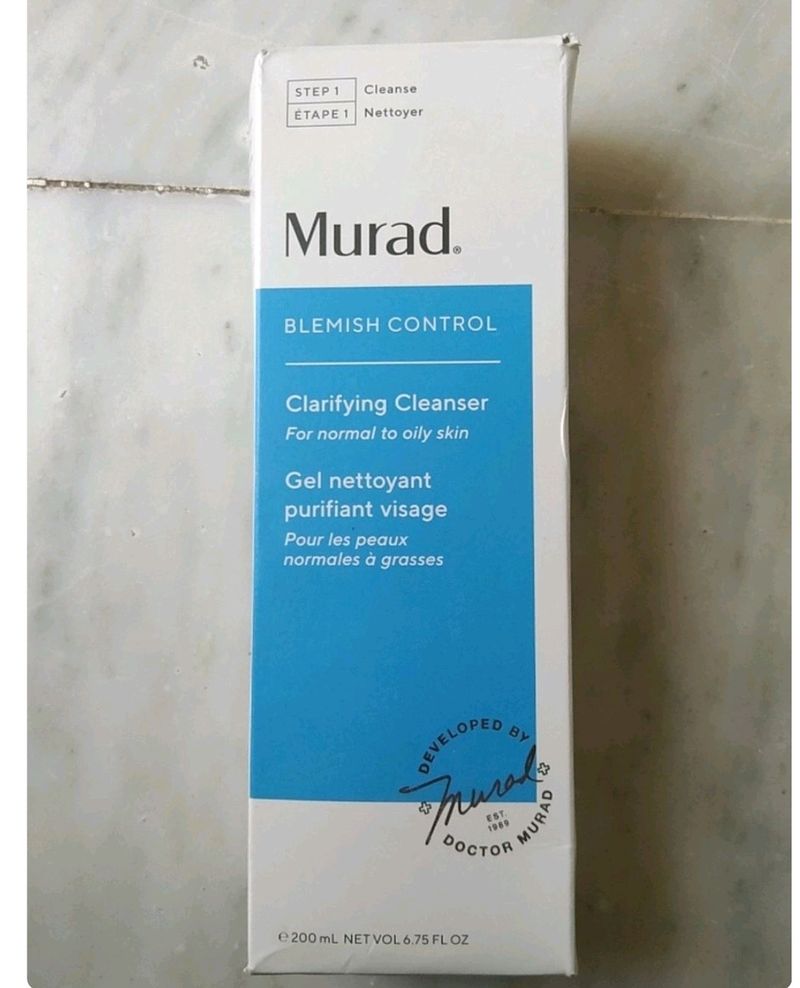 STEP 1 Cleanse
ÉTAPE 1 Nettoyer
Murad®
BLEMISH CONTROL
Clarifying Cleanser
For normal to oily skin
Gel nettoyant
purifiant visage
Pour les peaux
normales à grasses
DEVELOPED BY
Murad
EST.
1989
DOCTOR MURAD
℮ 200 mL NET VOL 6.75 FL OZ